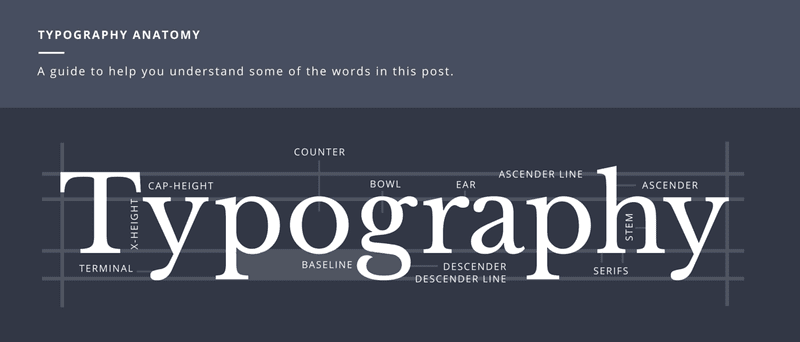 TYPOGRAPHY ANATOMY
A guide to help you understand some of the words in this post.
COUNTER
ASCENDER LINE
CAP-HEIGHT
BOWL
EAR
ASCENDER
Typography
X-HEIGHT
STEM
TERMINAL
BASELINE
DESCENDER
SERIFS
DESCENDER LINE